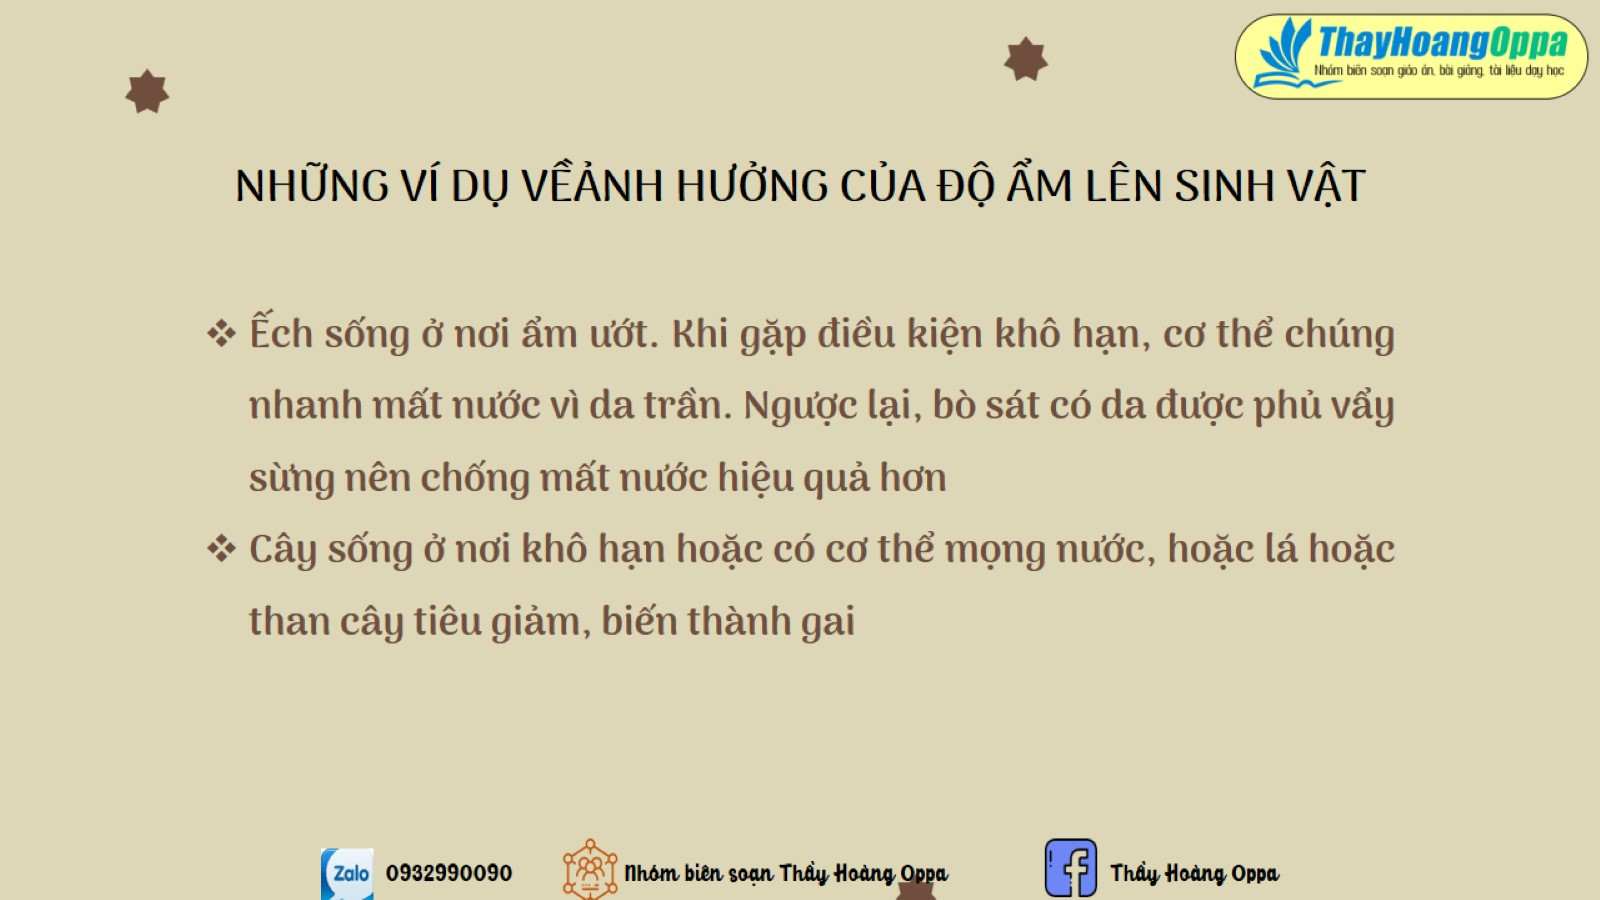 ThayHoangOppa
Nhóm biên soạn giáo án, bài giảng, tài liệu dạy học
NHỮNG VÍ DỤ VỀẢNH HƯỞNG CỦA ĐỘ ẨM LÊN SINH VẬT
❖ Ếch sống ở nơi ẩm ướt. Khi gặp điều kiện khô hạn, cơ thể chúng
nhanh mất nước vì da trần. Ngược lại, bò sát có da được phủ vẩy
sừng nên chống mất nước hiệu quả hơn
❖ Cây sống ở nơi khô hạn hoặc có cơ thể mọng nước, hoặc lá hoặc
than cây tiêu giảm, biến thành gai
Zalo 0932990090 Nhóm biên soạn Thầy Hoàng Oppa Thầy Hoàng Oppa